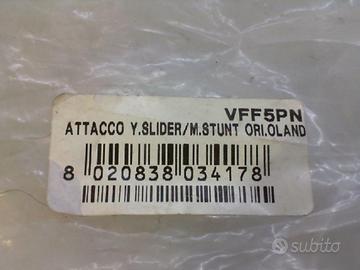 VFF5PN
ATTACCO Y.SLIDER/M.STUNT ORI.OLAND
8 020838 034178
subito